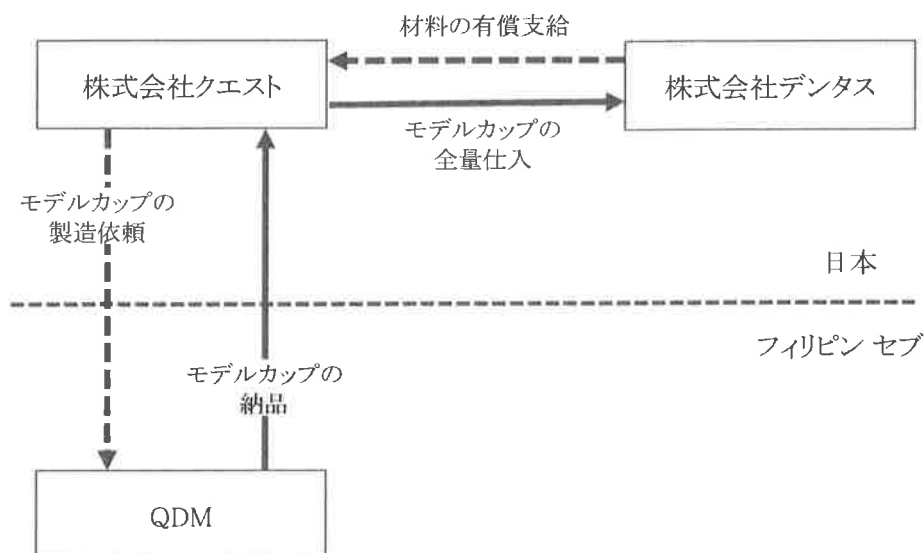 材料の有償支給
株式会社クエスト
株式会社デンタス
モデルカップの
全量仕入
モデルカップの
製造依頼
日本
フィリピン セブ
モデルカップの
納品
QDM